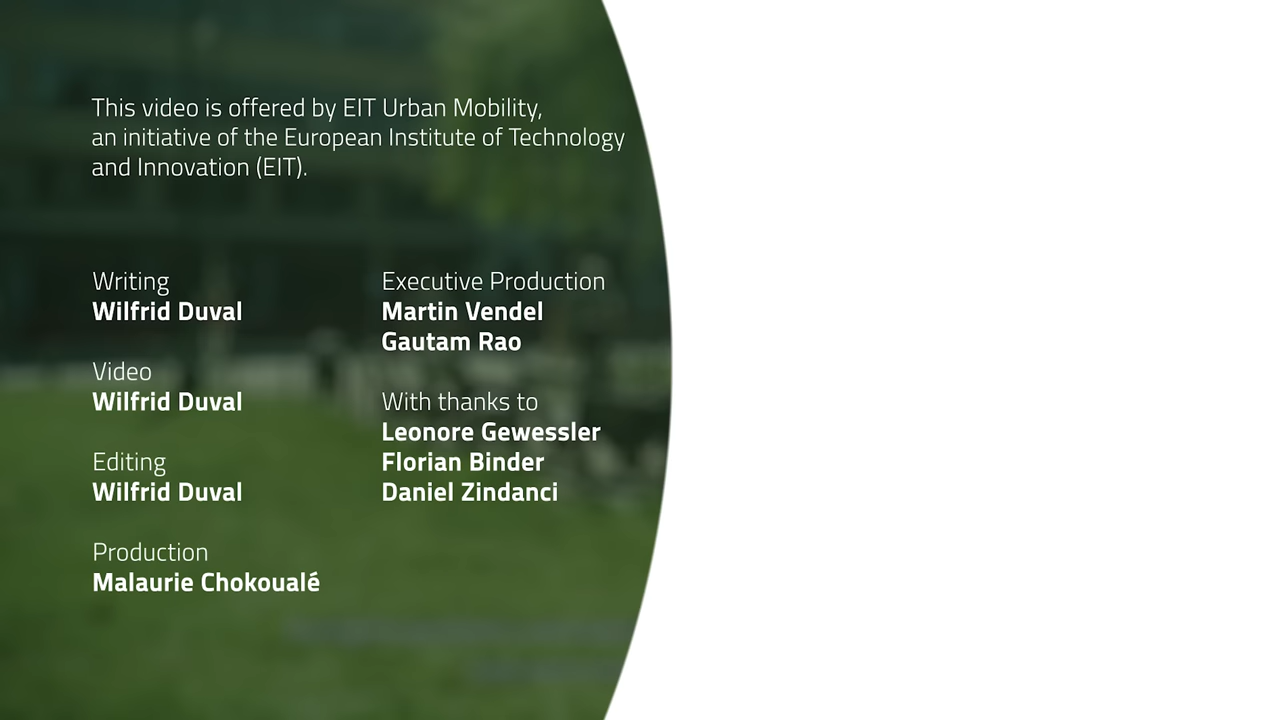 This video is offered by EIT Urban Mobility,
an initiative of the European Institute of Technology
and Innovation (EIT).
Writing
Wilfrid Duval
Video
Wilfrid Duval
Editing
Wilfrid Duval
Production
Malaurie Chokoualé
Executive Production
Martin Vendel
Gautam Rao
With thanks to
Leonore Gewessler
Florian Binder
Daniel Zindanci